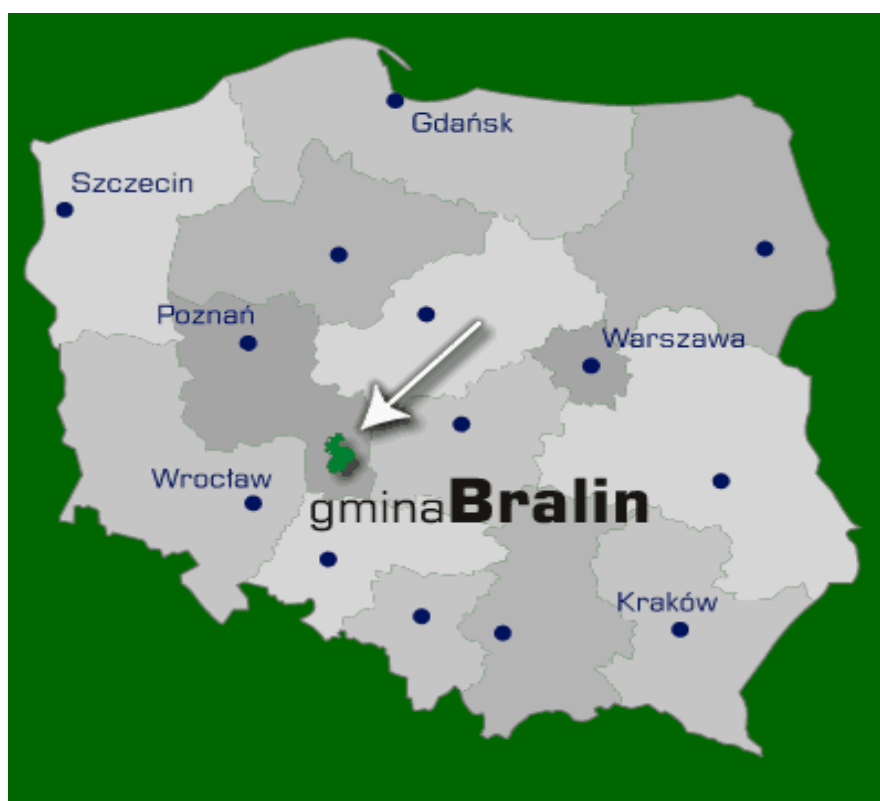 Gdańsk
Szczecin
Poznań
Warszawa
Wrocław
gminaBralin
Kraków